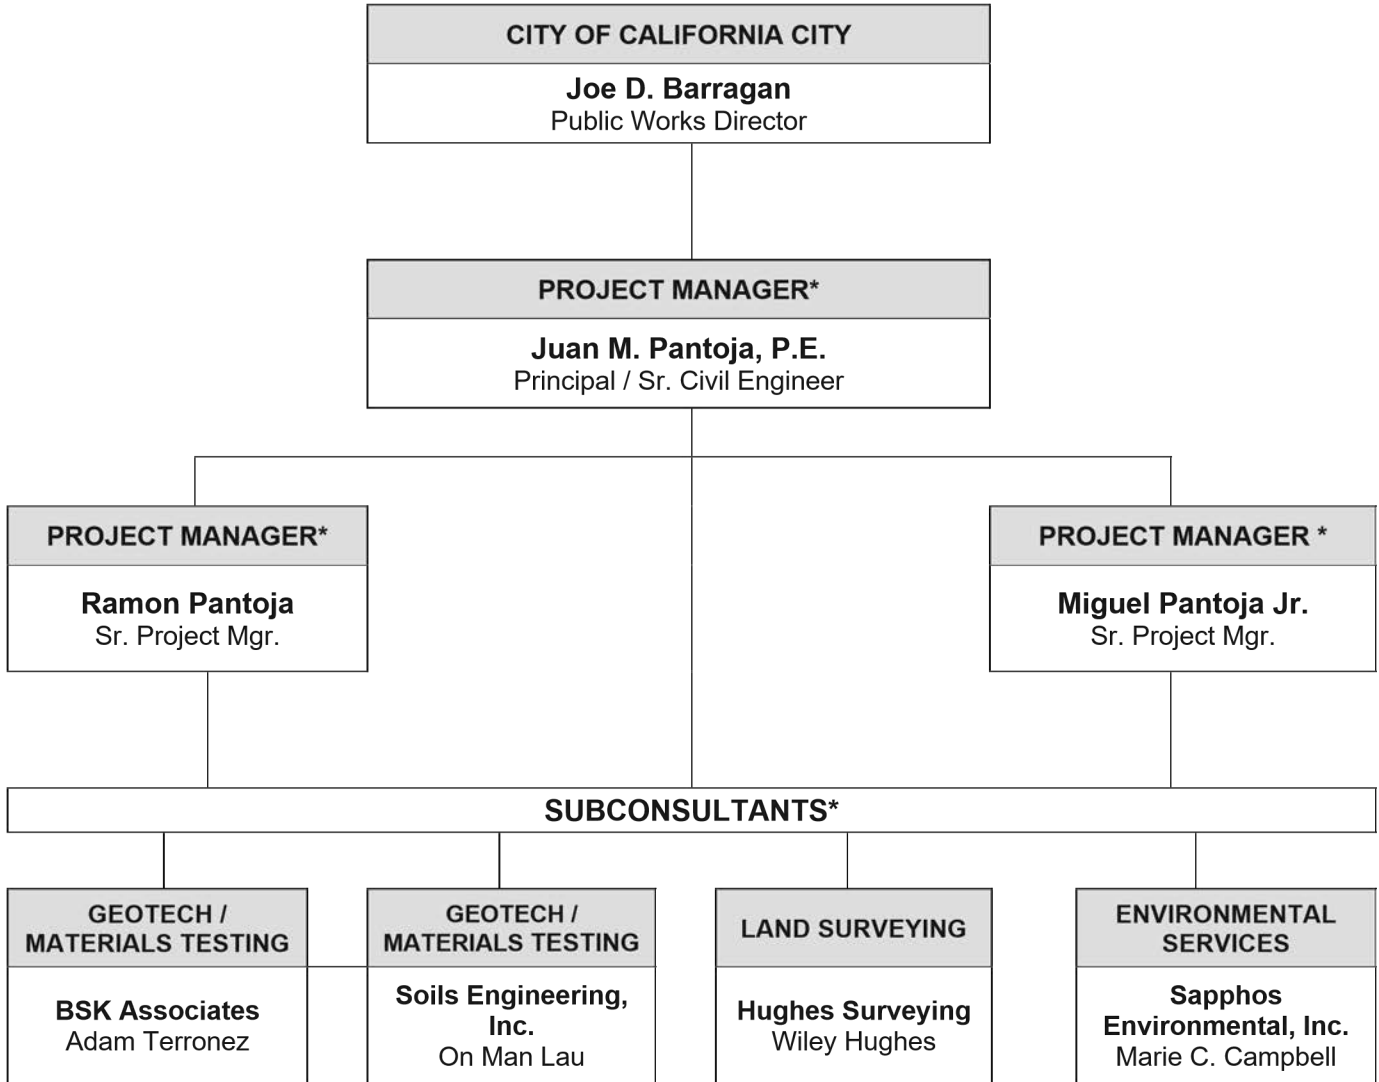 CITY OF CALIFORNIA CITY
Joe D. Barragan
Public Works Director
PROJECT MANAGER*
Juan M. Pantoja, P.E.
Principal / Sr. Civil Engineer
PROJECT MANAGER*
Ramon Pantoja
Sr. Project Mgr.
PROJECT MANAGER *
Miguel Pantoja Jr.
Sr. Project Mgr.
SUBCONSULTANTS*
GEOTECH /
MATERIALS TESTING
BSK Associates
Adam Terronez
GEOTECH /
MATERIALS TESTING
Soils Engineering,
Inc.
On Man Lau
LAND SURVEYING
Hughes Surveying
Wiley Hughes
ENVIRONMENTAL
SERVICES
Sapphos
Environmental, Inc.
Marie C. Campbell